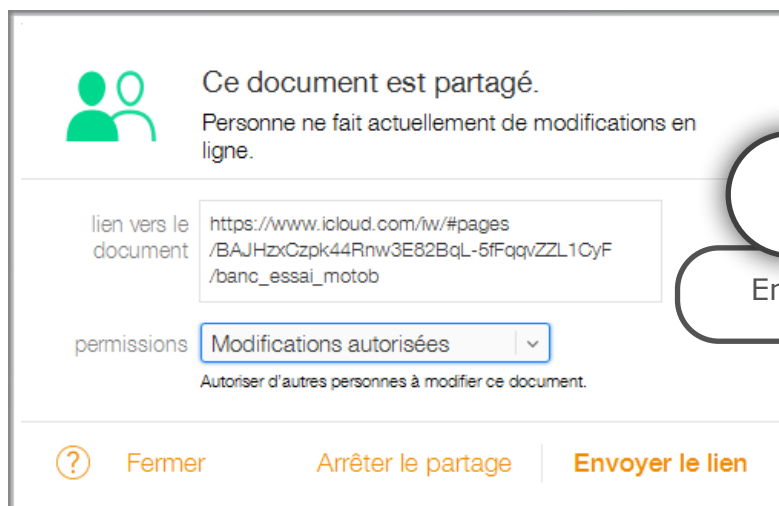 Ce document est partagé.
Personne ne fait actuellement de modifications en
ligne.
lien vers le
document
https://www.icloud.com/iw/#pages
/BAJHzxCzpk44Rnw3E82BqL-5fFqqvZZL1CyF
/banc_essai_motob
permissions
Modifications autorisées
Autoriser d'autres personnes à modifier ce document.
? Fermer Arrêter le partage Envoyer le lien